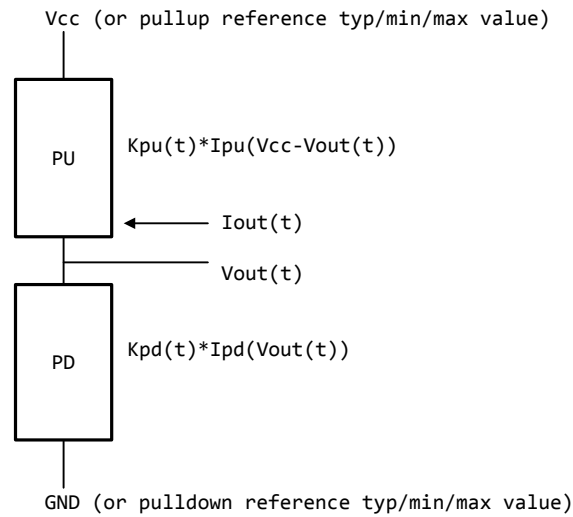 Vcc (or pullup reference typ/min/max value)
PU
Kpu(t)*Ipu(Vcc-Vout(t))
Iout(t)
Vout(t)
PD
Kpd(t)*Ipd(Vout(t))
GND (or pulldown reference typ/min/max value)